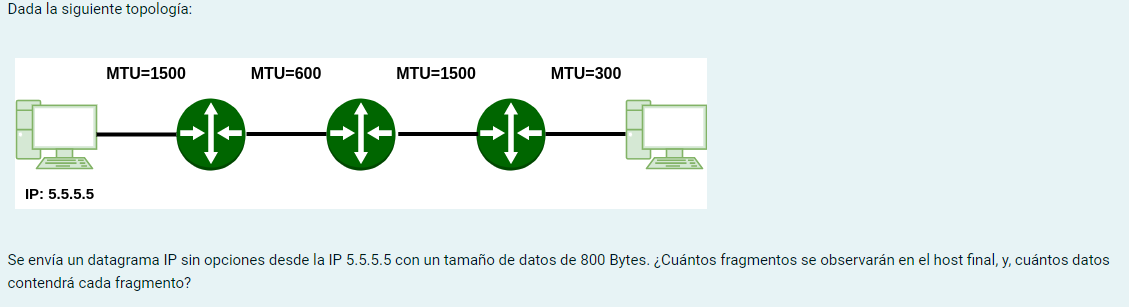 Dada la siguiente topología:
MTU=1500 MTU=600 MTU=1500 MTU=300
IP: 5.5.5.5
Se envía un datagrama IP sin opciones desde la IP 5.5.5.5 con un tamaño de datos de 800 Bytes. ¿Cuántos fragmentos se observarán en el host final, y, cuántos datos
contendrá cada fragmento?